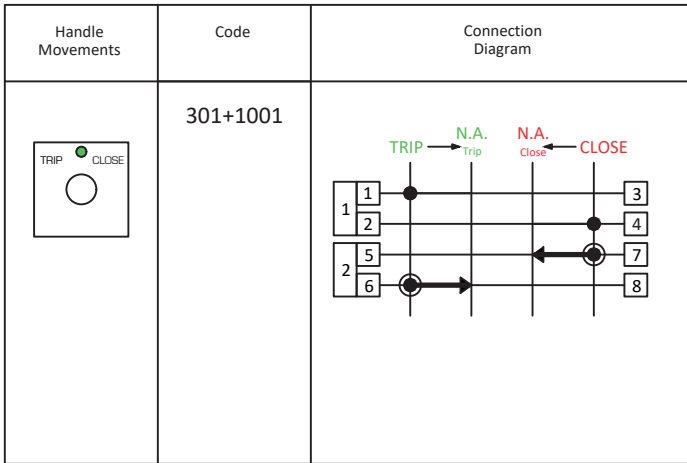 Handle
Movements
Code
Connection
Diagram
301+1001
TRIP
CLOSE
TRIP
N.A.
Trip
N.A.
Close
CLOSE
1
1
3
2
4
2
5
7
6
8